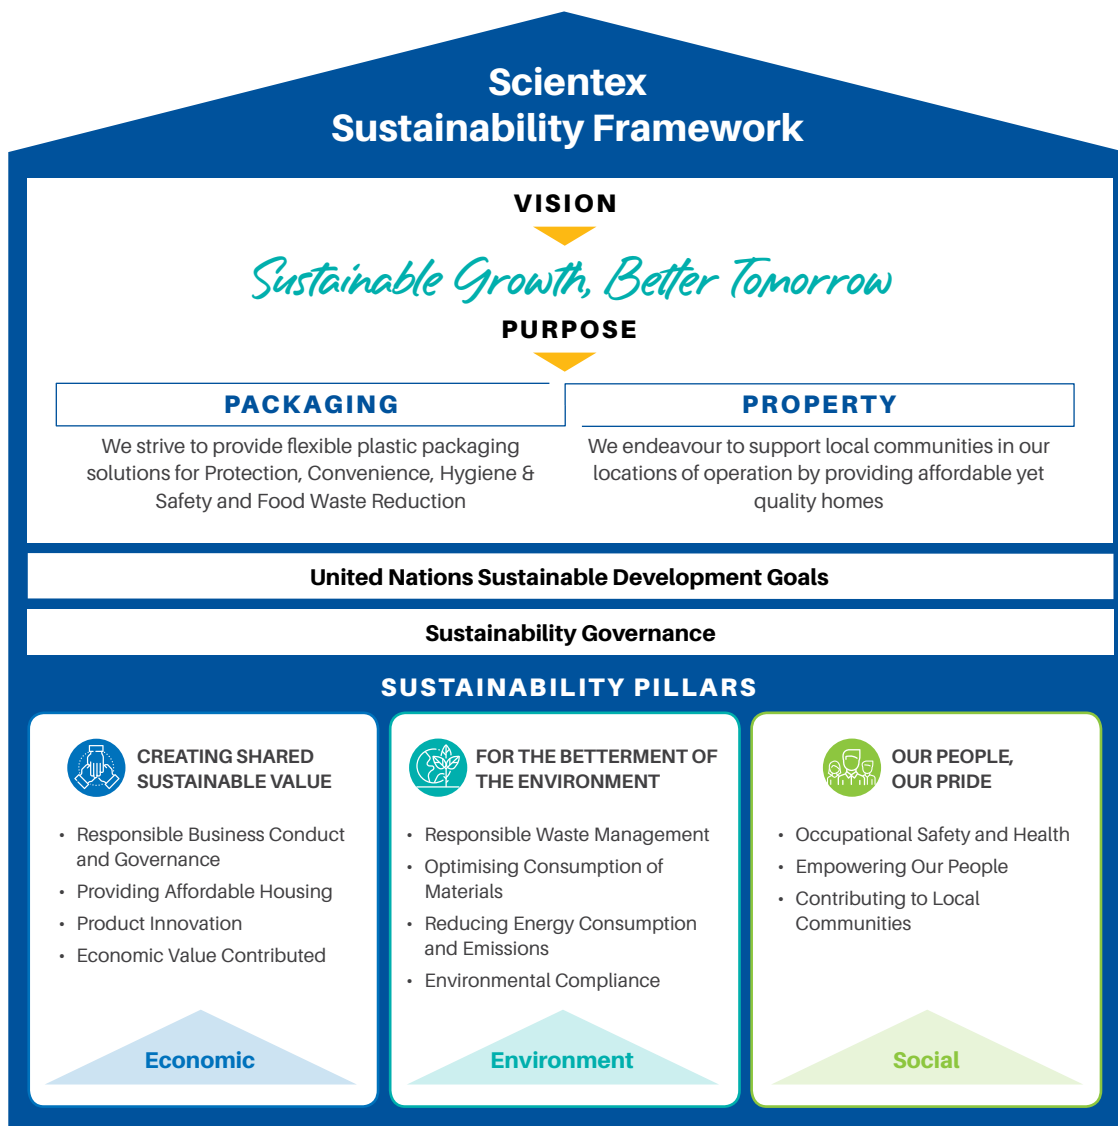 Scientex
Sustainability Framework
VISION
Sustainable Growth, Better Tomorrow
PURPOSE
PACKAGING
We strive to provide flexible plastic packaging
solutions for Protection, Convenience, Hygiene &
Safety and Food Waste Reduction
PROPERTY
We endeavour to support local communities in our
locations of operation by providing affordable yet
quality homes
United Nations Sustainable Development Goals
Sustainability Governance
SUSTAINABILITY PILLARS
CREATING SHARED
SUSTAINABLE VALUE
• Responsible Business Conduct
and Governance
• Providing Affordable Housing
• Product Innovation
• Economic Value Contributed
Economic
FOR THE BETTERMENT OF
THE ENVIRONMENT
• Responsible Waste Management
• Optimising Consumption of
Materials
• Reducing Energy Consumption
and Emissions
• Environmental Compliance
Environment
OUR PEOPLE,
OUR PRIDE
• Occupational Safety and Health
• Empowering Our People
• Contributing to Local
Communities
Social